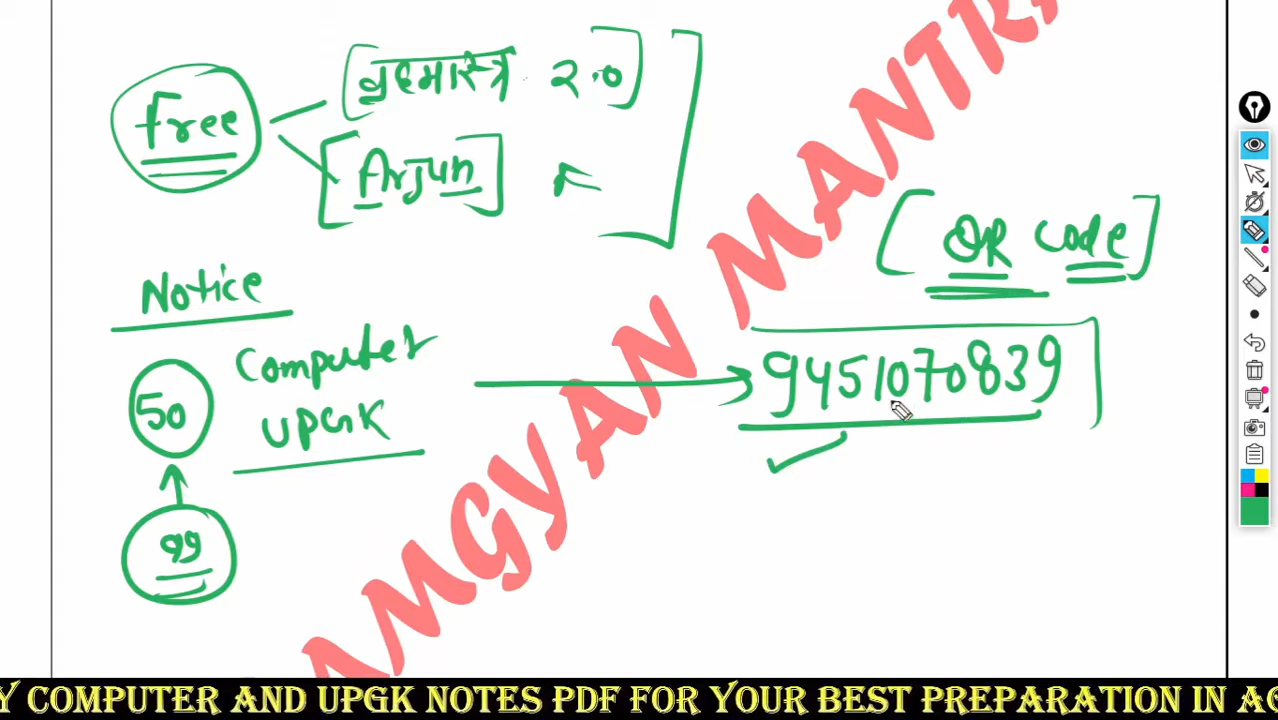 free
ब्रह्मास्त्र 2.0
Arjun
QR code
Notice
50
Computer
UPGK
9451070839
99
AMGYAN MANTRA
Y COMPUTER AND UPGK NOTES PDF FOR YOUR BEST PREPARATION IN AG